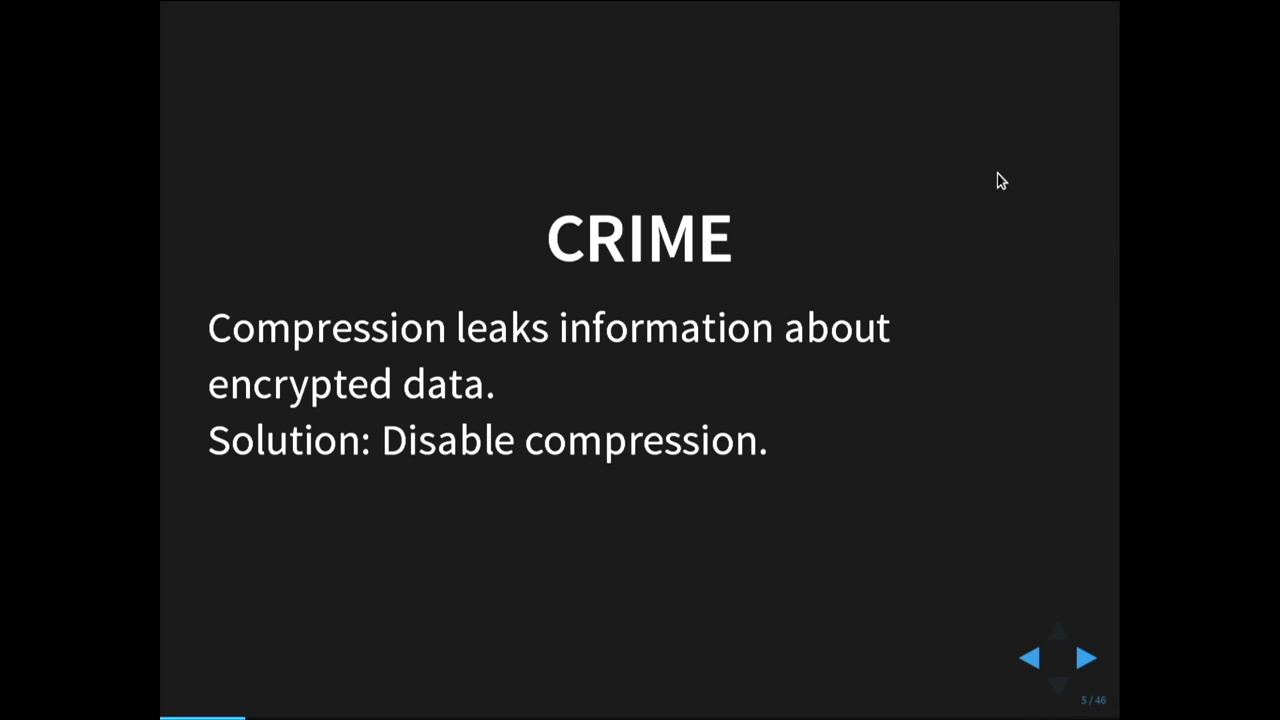 CRIME
Compression leaks information about
encrypted data.
Solution: Disable compression.
5 / 46